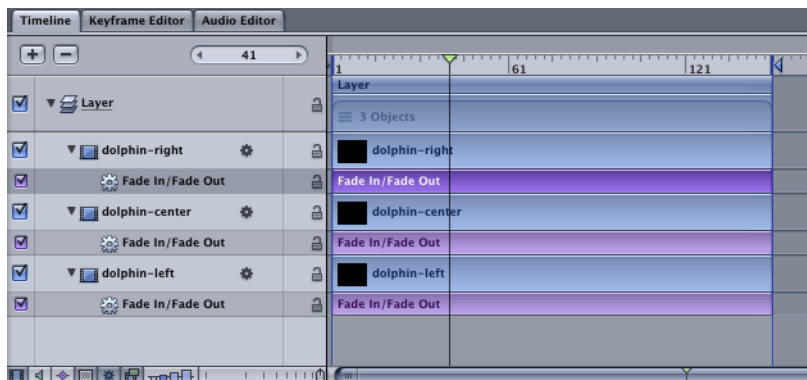 Timeline Keyframe Editor Audio Editor
41
1 61 121
Layer
Layer
3 Objects
dolphin-right
dolphin-right
Fade In/Fade Out
Fade In/Fade Out
dolphin-center
dolphin-center
Fade In/Fade Out
Fade In/Fade Out
dolphin-left
dolphin-left
Fade In/Fade Out
Fade In/Fade Out